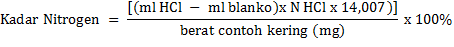 Kadar Nitrogen = [(ml HCl − ml blanko)x N HCl x 14,007)] / berat contoh kering (mg) x 100%